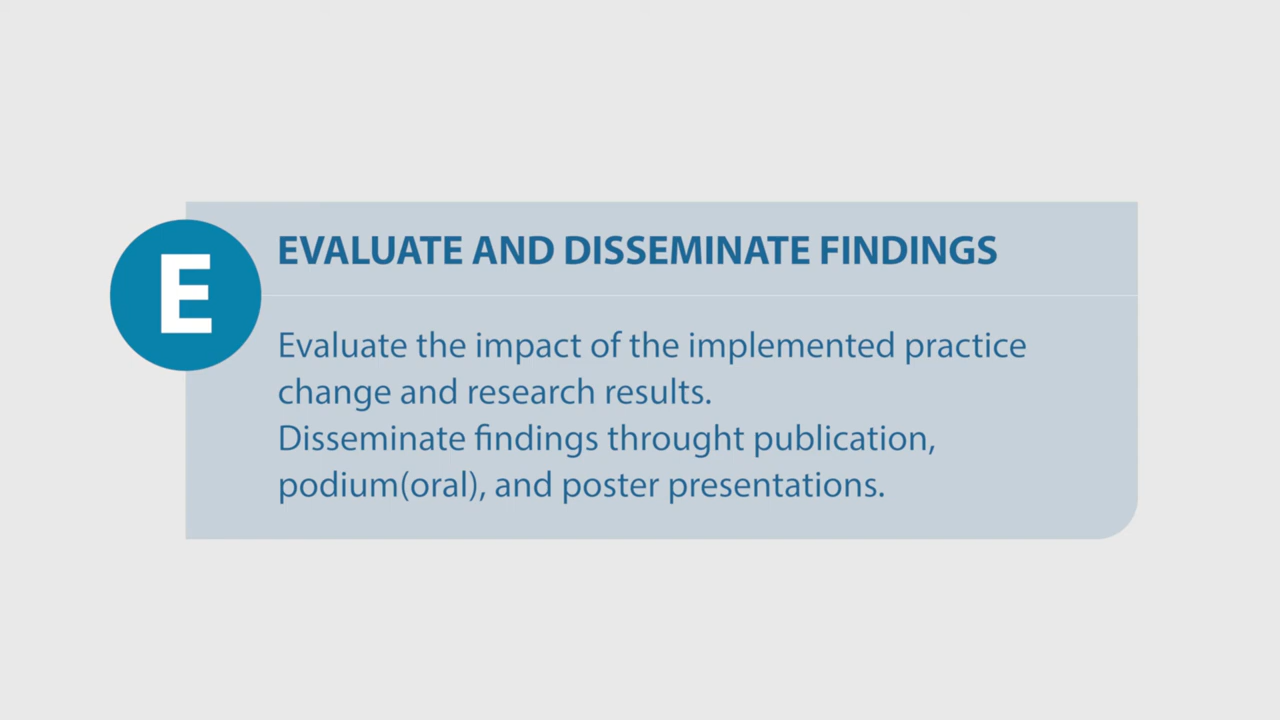 E
EVALUATE AND DISSEMINATE FINDINGS
Evaluate the impact of the implemented practice
change and research results.
Disseminate findings throught publication,
podium(oral), and poster presentations.